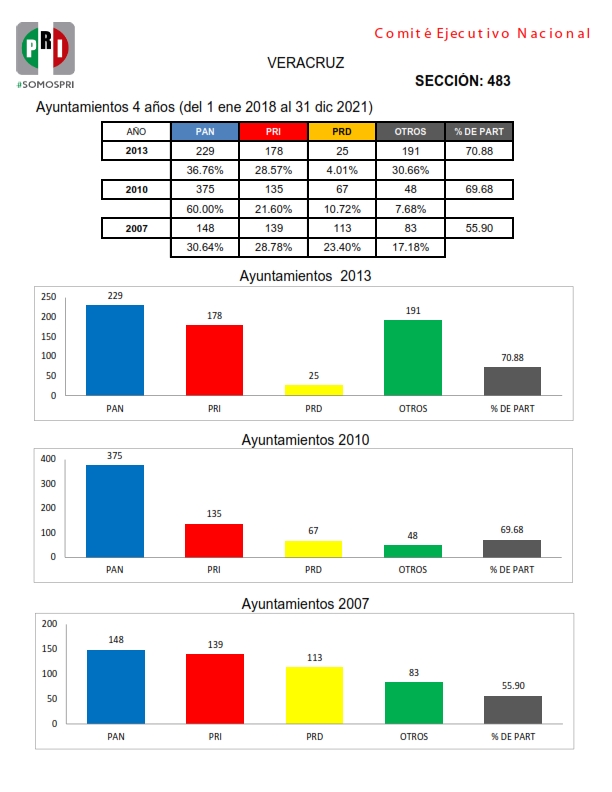 Comité Ejecutivo Nacional
PRI
#SOMOSPRI
VERACRUZ
SECCIÓN: 483
Ayuntamientos 4 años (del 1 ene 2018 al 31 dic 2021)
AÑO PAN PRI PRD OTROS % DE PART
2013 229 178 25 191 70.88
36.76% 28.57% 4.01% 30.66%
2010 375 135 67 48 69.68
60.00% 21.60% 10.72% 7.68%
2007 148 139 113 83 55.90
30.64% 28.78% 23.40% 17.18%
Ayuntamientos 2013
250
200
150
100
50
0
229
178
25
191
70.88
PAN PRI PRD OTROS % DE PART
Ayuntamientos 2010
400
300
200
100
0
375
135
67
48
69.68
PAN PRI PRD OTROS % DE PART
Ayuntamientos 2007
200
150
100
50
0
148
139
113
83
55.90
PAN PRI PRD OTROS % DE PART